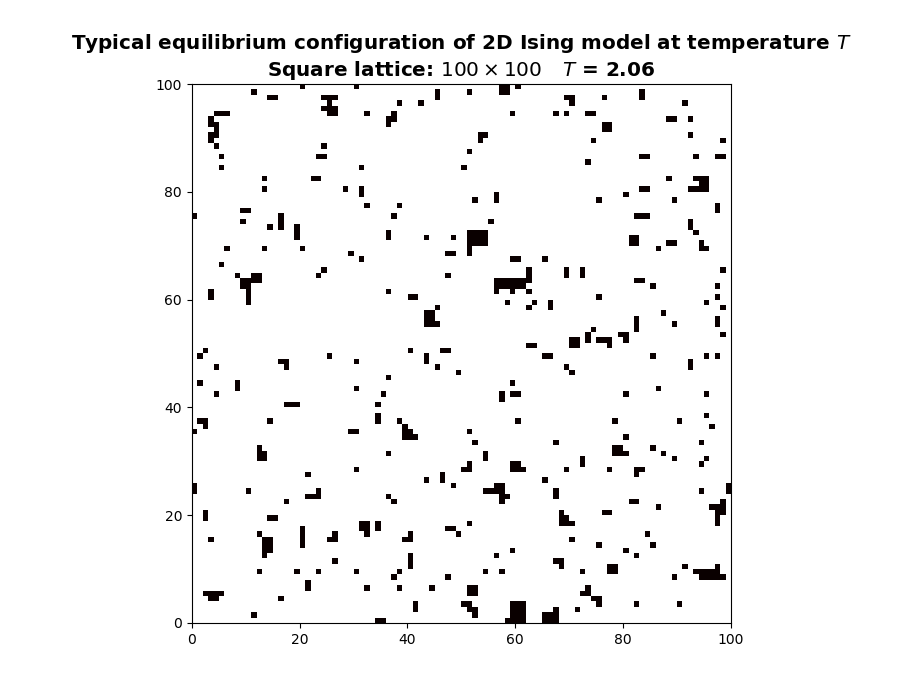 Typical equilibrium configuration of 2D Ising model at temperature T
Square lattice: 100 × 100 T = 2.06
100
80
60
40
20
0
0 20 40 60 80 100